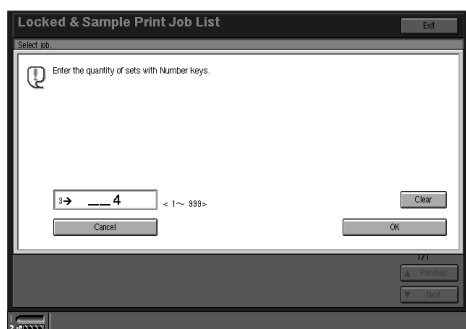 Locked & Sample Print Job List
Exit
Select job.
Enter the quantity of sets with Number keys.
3→ __4 < 1～ 999>
Clear
Cancel
OK
1/1
▲ Previous
▼ Next